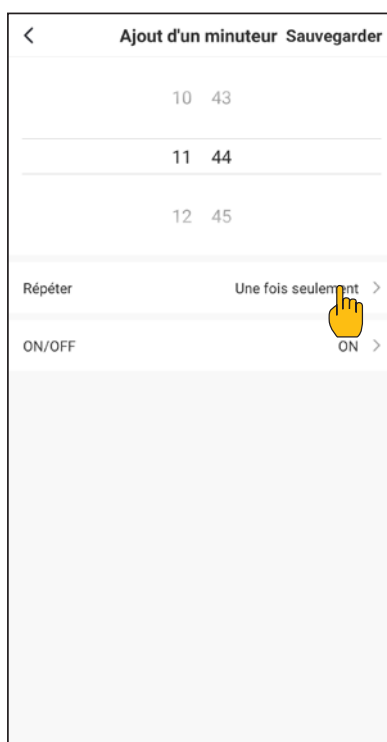 Ajout d'un minuteur Sauvegarder
10 43
11 44
12 45
Répéter Une fois seulement
ON/OFF ON